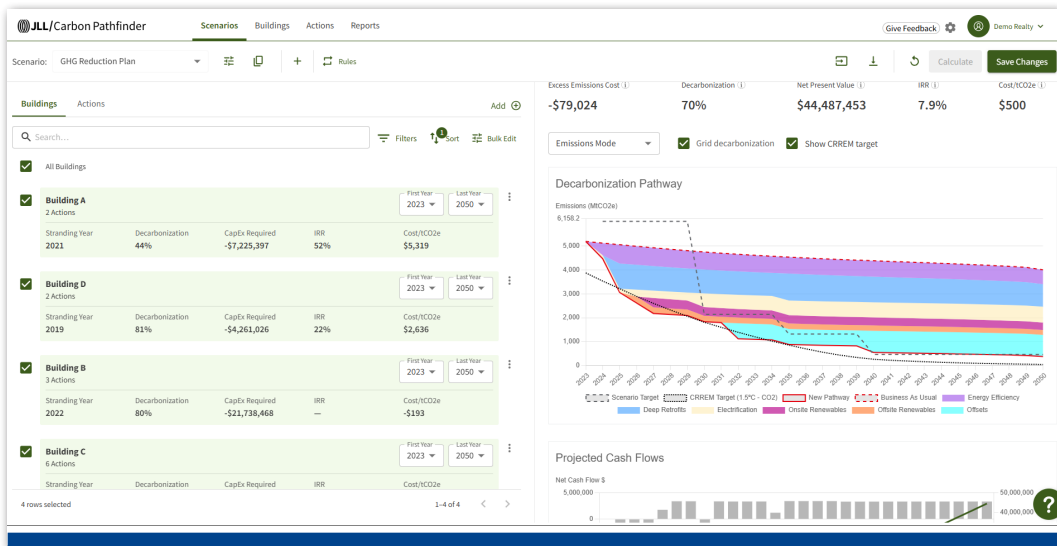 JLL/Carbon Pathfinder
Scenarios Buildings Actions Reports
Give Feedback
Demo Realty
Scenario: GHG Reduction Plan
Rules
Calculate
Save Changes
Buildings Actions
Add
Search...
Filters
1 Sort
Bulk Edit
All Buildings
Building A
2 Actions
First Year 2023
Last Year 2050
Stranding Year Decarbonization CapEx Required IRR Cost/tCO2e
2021 44% -$7,225,397 52% $5,319
Building D
2 Actions
First Year 2023
Last Year 2050
Stranding Year Decarbonization CapEx Required IRR Cost/tCO2e
2019 81% -$4,261,026 22% $2,636
Building B
3 Actions
First Year 2023
Last Year 2050
Stranding Year Decarbonization CapEx Required IRR Cost/tCO2e
2022 80% -$21,738,468 — -$193
Building C
6 Actions
First Year 2023
Last Year 2050
Stranding Year Decarbonization CapEx Required IRR Cost/tCO2e
4 rows selected
1–4 of 4
Excess Emissions Cost Decarbonization Net Present Value IRR Cost/tCO2e
-$79,024 70% $44,487,453 7.9% $500
Emissions Mode
Grid decarbonization
Show CRREM target
Decarbonization Pathway
Emissions (MtCO2e)
6,158.2
5,000
4,000
3,000
2,000
1,000
0
2023 2024 2025 2026 2027 2028 2029 2030 2031 2032 2033 2034 2035 2036 2037 2038 2039 2040 2041 2042 2043 2044 2045 2046 2047 2048 2049 2050
Scenario Target CRREM Target (1.5°C - CO2) New Pathway Business As Usual Energy Efficiency
Deep Retrofits Electrification Onsite Renewables Offsite Renewables Offsets
Projected Cash Flows
Net Cash Flow $
5,000,000
0
50,000,000
40,000,000
?